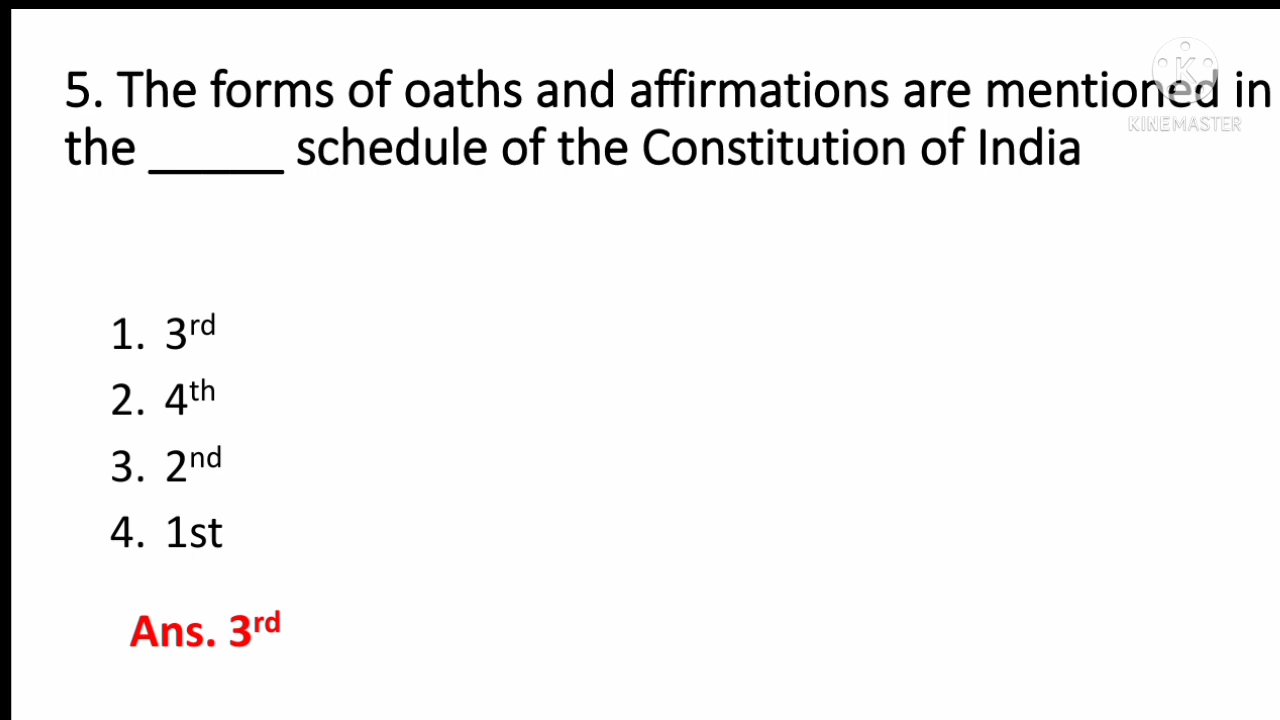 5. The forms of oaths and affirmations are mentioned in
the ______ schedule of the Constitution of India
KINEMASTER
1. 3rd
2. 4th
3. 2nd
4. 1st
Ans. 3rd